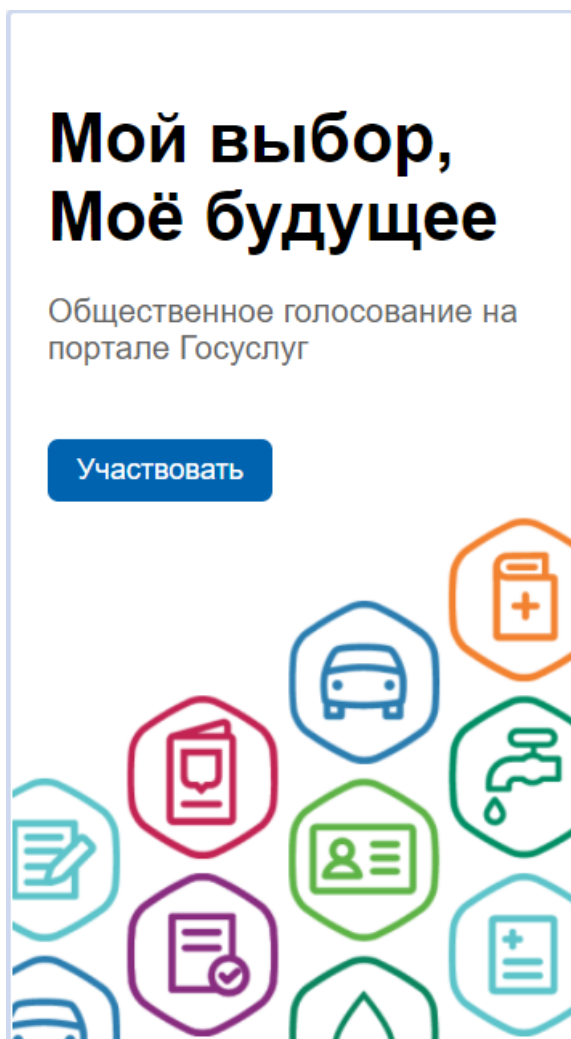 Мой выбор,
Моё будущее
Общественное голосование на
портале Госуслуг
Участвовать